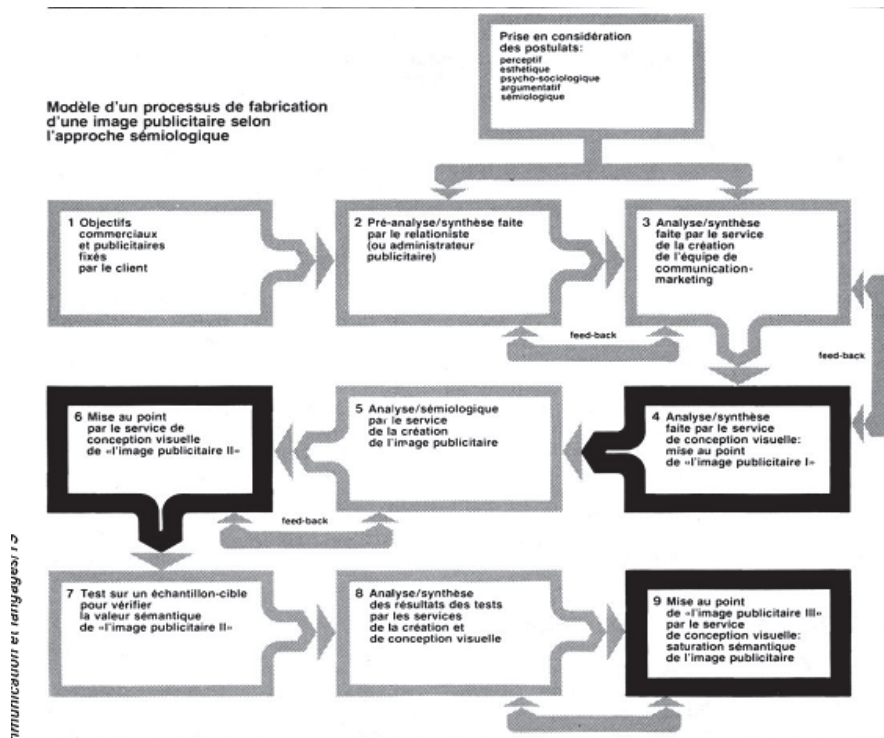 Prise en considération
des postulats:
perceptif
esthétique
psycho-sociologique
argumentatif
sémiologique
Modèle d'un processus de fabrication
d'une image publicitaire selon
l'approche sémiologique
1 Objectifs
commerciaux
et publicitaires
fixés
par le client
2 Pré-analyse/synthèse faite
par le relationiste
(ou administrateur
publicitaire)
3 Analyse/synthèse
faite par le service
de la création
de l'équipe de
communication-
marketing
feed-back
feed-back
4 Analyse/synthèse
faite par le service
de conception visuelle:
mise au point
de «l'image publicitaire I»
5 Analyse/sémiologique
par le service
de la création
de l'image publicitaire
6 Mise au point
par le service de
conception visuelle
de «l'image publicitaire II»
feed-back
7 Test sur un échantillon-cible
pour vérifier
la valeur sémantique
de «l'image publicitaire II»
8 Analyse/synthèse
des résultats des tests
par les services
de la création et
de conception visuelle
9 Mise au point
de «l'image publicitaire III»
par le service
de conception visuelle:
saturation sémantique
de l'image publicitaire